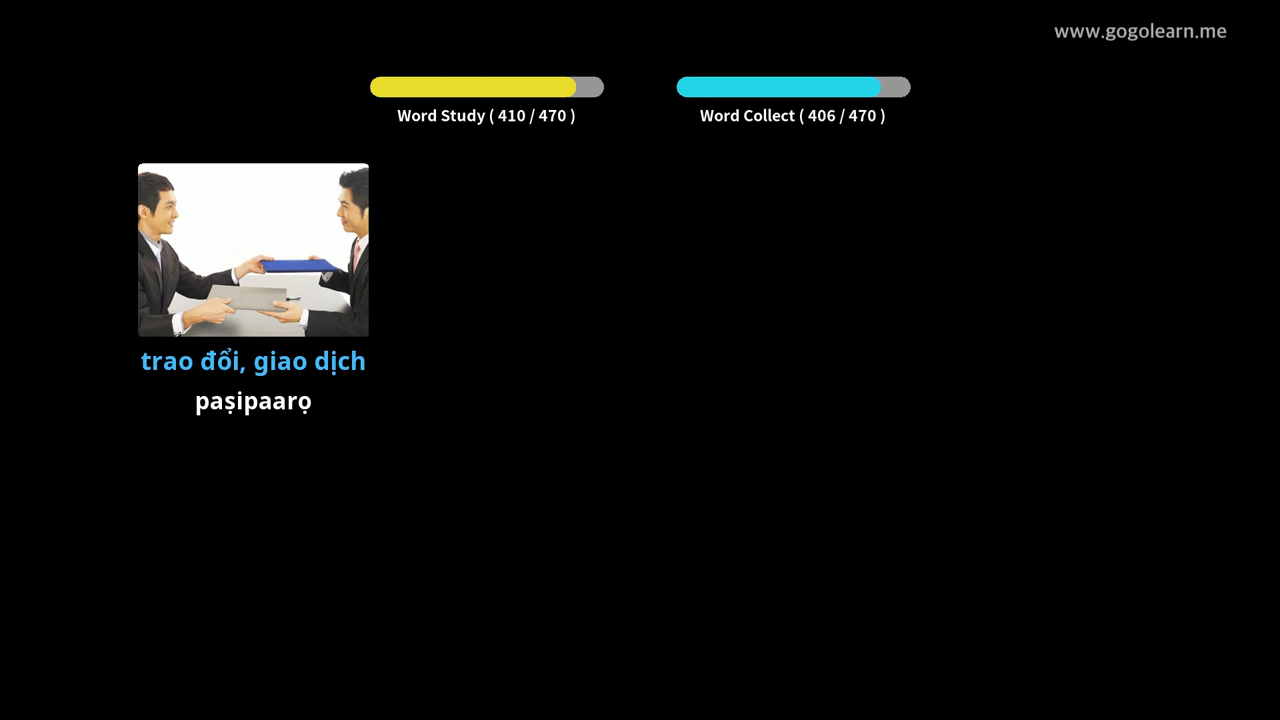 www.gogolearn.me
Word Study ( 410 / 470 )
Word Collect ( 406 / 470 )
trao đổi, giao dịch
paṣipaarọ